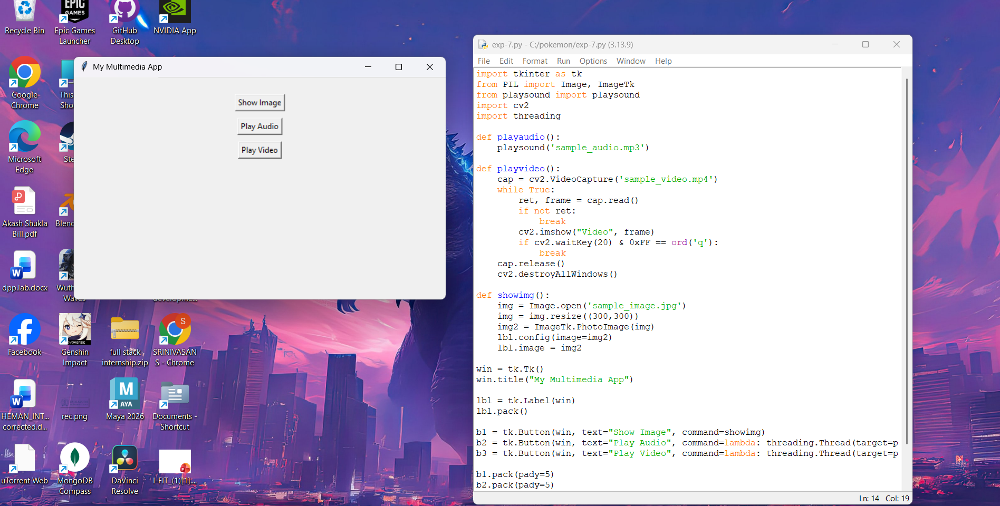 Recycle Bin
EPIC
GAMES
Epic Games
Launcher
GitHub
Desktop
NVIDIA App
Google
Chrome
This
Sho
Microsoft
Edge
Ste
Akash Shukla
Bill.pdf
Blend
dpp.lab.docx
Wuth
Waves
developme...
Facebook
Genshin
Impact
full stack
internship.zip
S
SRINIVASAN
S - Chrome
HEMAN_INT...
corrected.d...
rec.png
M
AYA
Maya 2026
Documents -
Shortcut
uTorrent Web
MongoDB
Compass
DaVinci
Resolve
I-FIT_(1)[1]....
My Multimedia App
Show Image
Play Audio
Play Video
exp-7.py - C:/pokemon/exp-7.py (3.13.9)
File Edit Format Run Options Window Help
import tkinter as tk
from PIL import Image, ImageTk
from playsound import playsound
import cv2
import threading
def playaudio():
    playsound('sample_audio.mp3')
def playvideo():
    cap = cv2.VideoCapture('sample_video.mp4')
    while True:
        ret, frame = cap.read()
        if not ret:
            break
        cv2.imshow("Video", frame)
        if cv2.waitKey(20) & 0xFF == ord('q'):
            break
    cap.release()
    cv2.destroyAllWindows()
def showimg():
    img = Image.open('sample_image.jpg')
    img = img.resize((300,300))
    img2 = ImageTk.PhotoImage(img)
    lbl.config(image=img2)
    lbl.image = img2
win = tk.Tk()
win.title("My Multimedia App")
lbl = tk.Label(win)
lbl.pack()
b1 = tk.Button(win, text="Show Image", command=showimg)
b2 = tk.Button(win, text="Play Audio", command=lambda: threading.Thread(target=p
b3 = tk.Button(win, text="Play Video", command=lambda: threading.Thread(target=p
b1.pack(pady=5)
b2.pack(pady=5)
Ln: 14 Col: 19